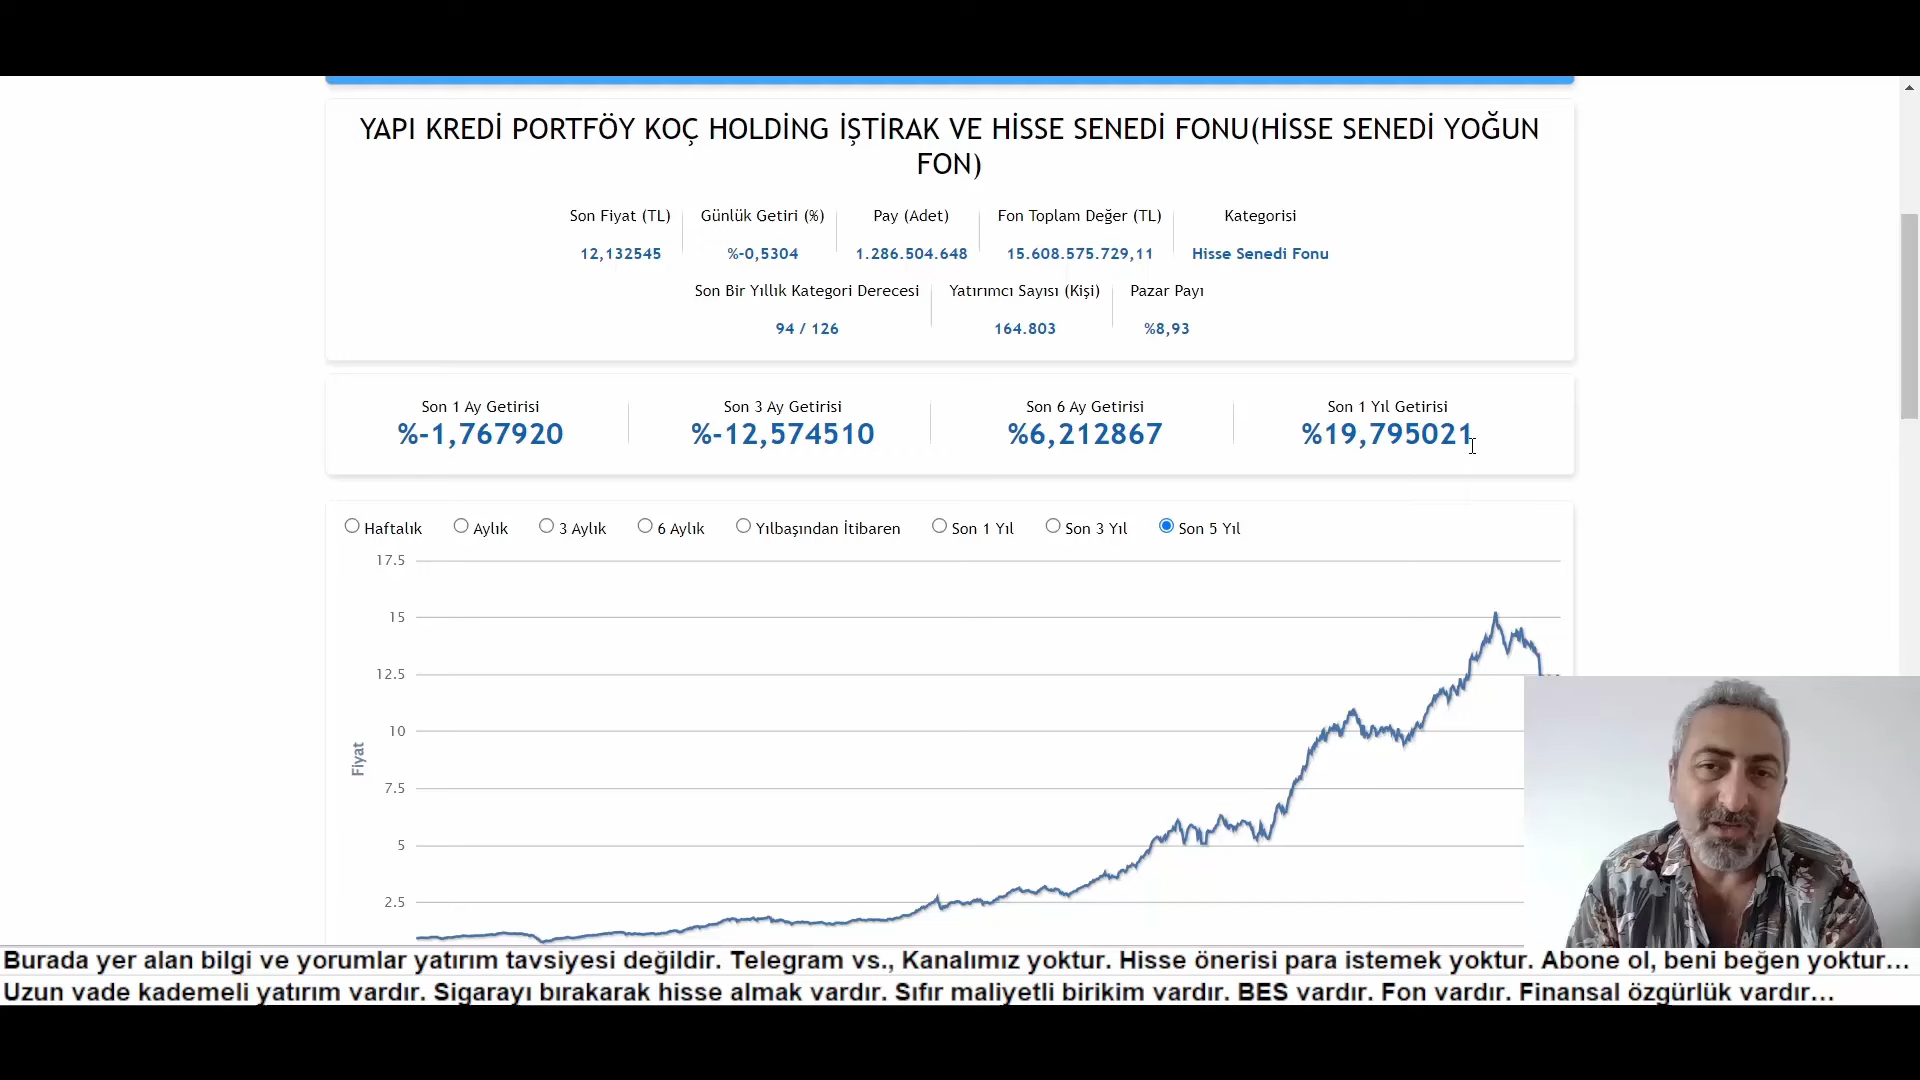 YAPI KREDİ PORTFÖY KOÇ HOLDİNG İŞTİRAK VE HİSSE SENEDİ FONU(HİSSE SENEDİ YOĞUN
FON)
Son Fiyat (TL) Günlük Getiri (%) Pay (Adet) Fon Toplam Değer (TL) Kategorisi
12,132545 %-0,5304 1.286.504.648 15.608.575.729,11 Hisse Senedi Fonu
Son Bir Yıllık Kategori Derecesi Yatırımcı Sayısı (Kişi) Pazar Payı
94 / 126 164.803 %8,93
Son 1 Ay Getirisi Son 3 Ay Getirisi Son 6 Ay Getirisi Son 1 Yıl Getirisi
%-1,767920 %-12,574510 %6,212867 %19,795021
Haftalık Aylık 3 Aylık 6 Aylık Yılbaşından İtibaren Son 1 Yıl Son 3 Yıl Son 5 Yıl
17.5
15
12.5
10
Fiyat
7.5
5
2.5
Burada yer alan bilgi ve yorumlar yatırım tavsiyesi değildir. Telegram vs., Kanalımız yoktur. Hisse önerisi para istemek yoktur. Abone ol, beni beğen yoktur...
Uzun vade kademeli yatırım vardır. Sigarayı bırakarak hisse almak vardır. Sıfır maliyetli birikim vardır. BES vardır. Fon vardır. Finansal özgürlük vardır...